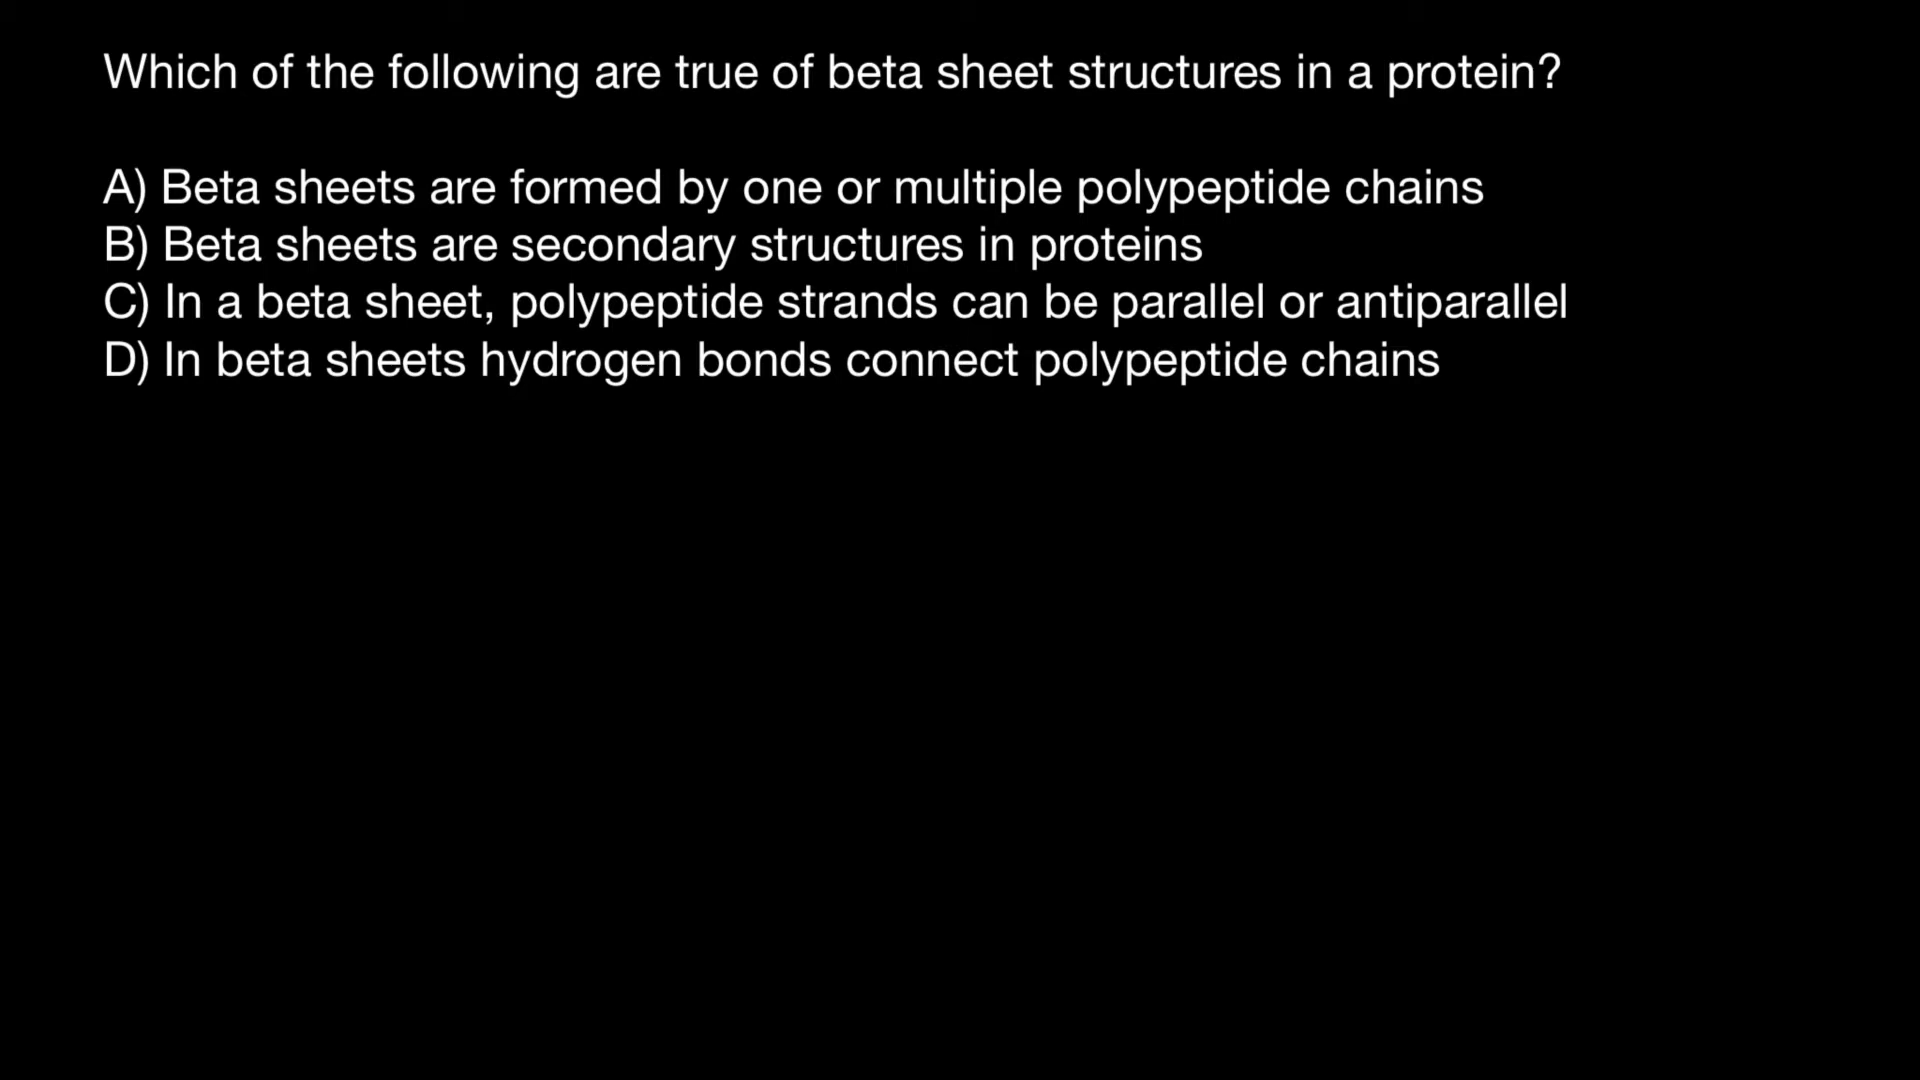 Which of the following are true of beta sheet structures in a protein?
A) Beta sheets are formed by one or multiple polypeptide chains
B) Beta sheets are secondary structures in proteins
C) In a beta sheet, polypeptide strands can be parallel or antiparallel
D) In beta sheets hydrogen bonds connect polypeptide chains